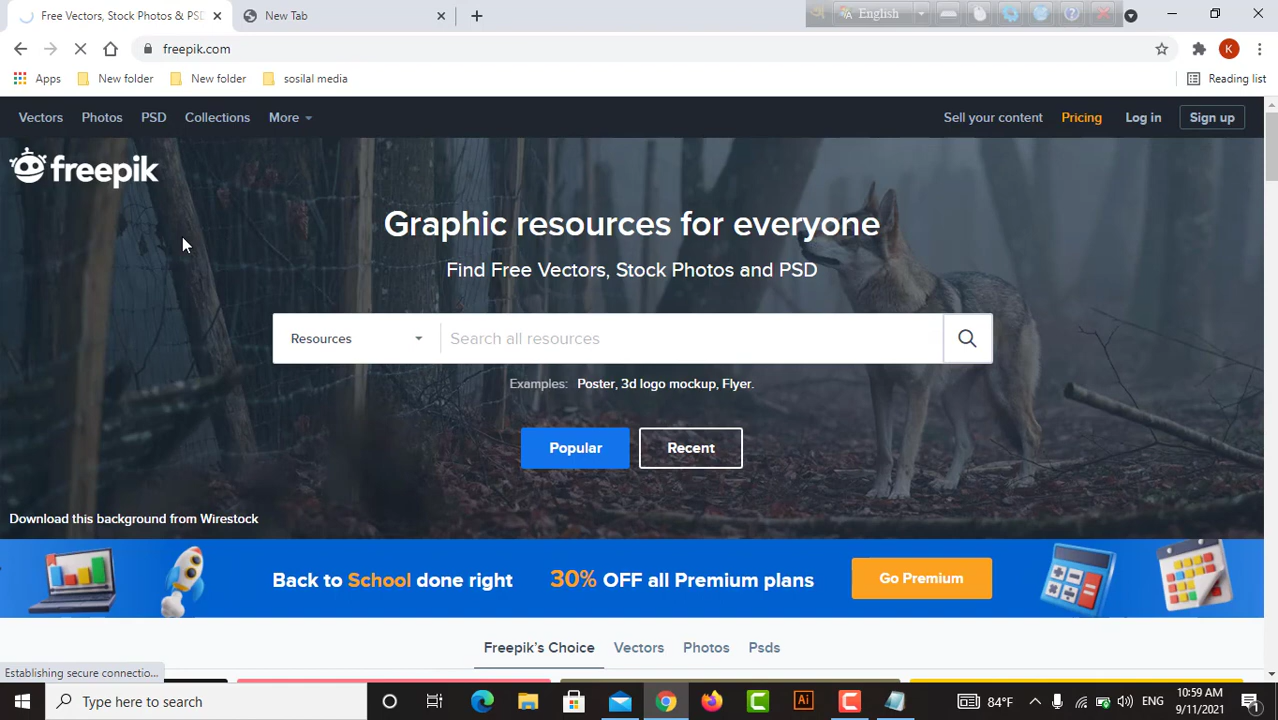 Free Vectors, Stock Photos & PSD
New Tab
English
freepik.com
K
Apps
New folder
New folder
sosilal media
Reading list
Vectors
Photos
PSD
Collections
More
Sell your content
Pricing
Log in
Sign up
freepik
Graphic resources for everyone
Find Free Vectors, Stock Photos and PSD
Resources
Search all resources
Examples: Poster, 3d logo mockup, Flyer.
Popular
Recent
Download this background from Wirestock
Back to School done right
30% OFF all Premium plans
Go Premium
Freepik's Choice
Vectors
Photos
Psds
Establishing secure connectio...
Type here to search
Ai
84°F
ENG
10:59 AM
9/11/2021
1